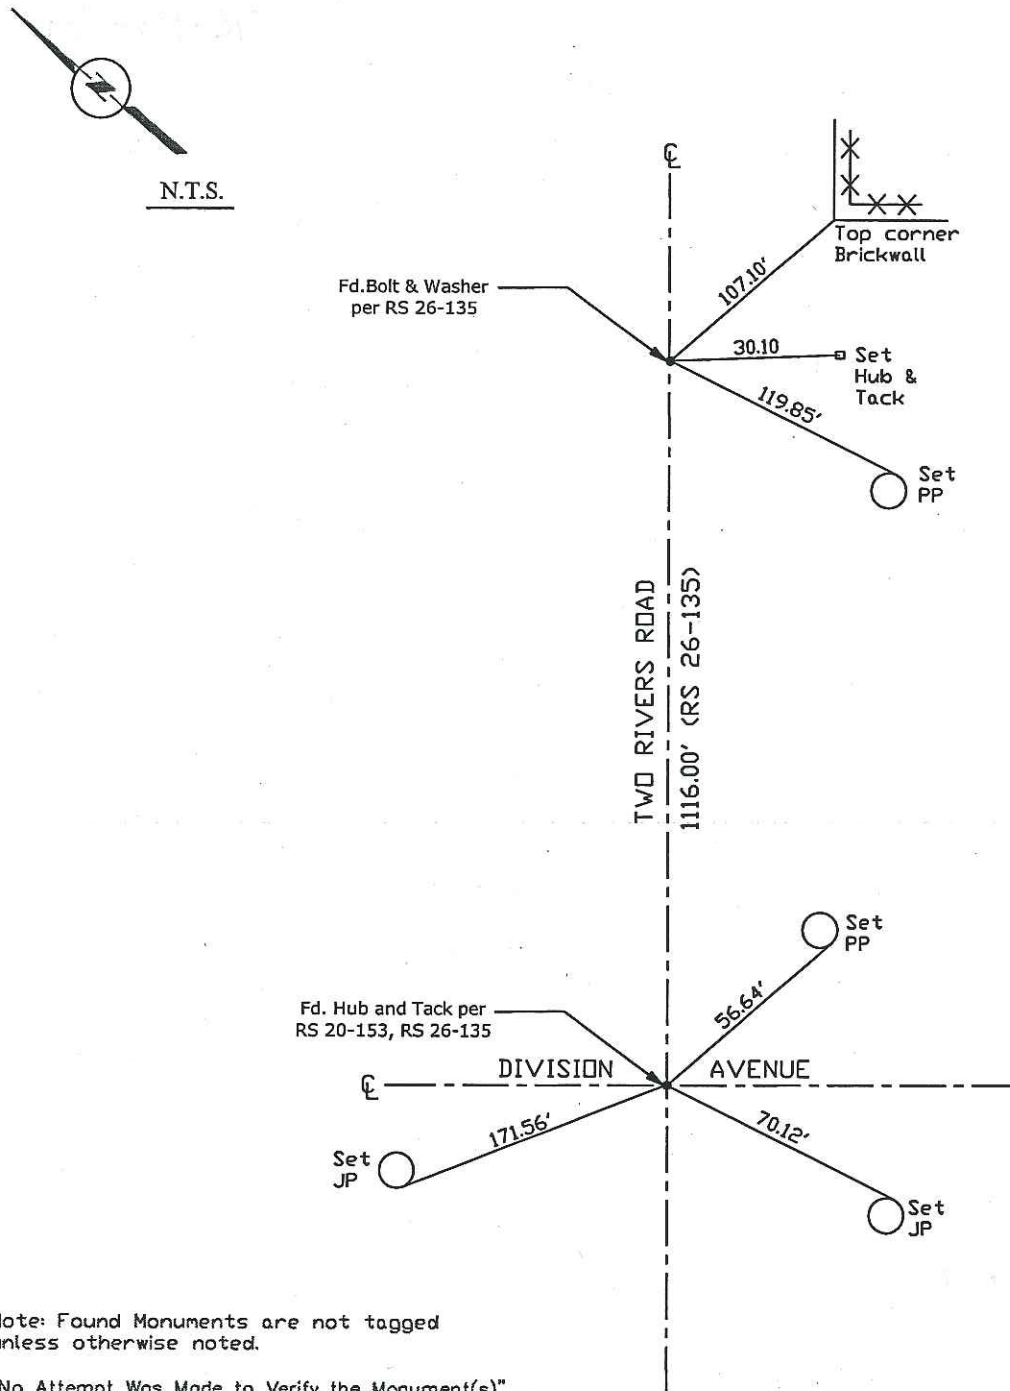 N
N.T.S.
℄
Top corner
Brickwall
107.10'
Fd.Bolt & Washer
per RS 26-135
30.10
Set
Hub &
Tack
119.85'
Set
PP
TWO RIVERS ROAD
1116.00' (RS 26-135)
Set
PP
56.64'
Fd. Hub and Tack per
RS 20-153, RS 26-135
℄
DIVISION AVENUE
171.56'
70.12'
Set
JP
Set
JP
Note: Found Monuments are not tagged
unless otherwise noted.
"No Attempt Was Made to Verify the Monument(s)"